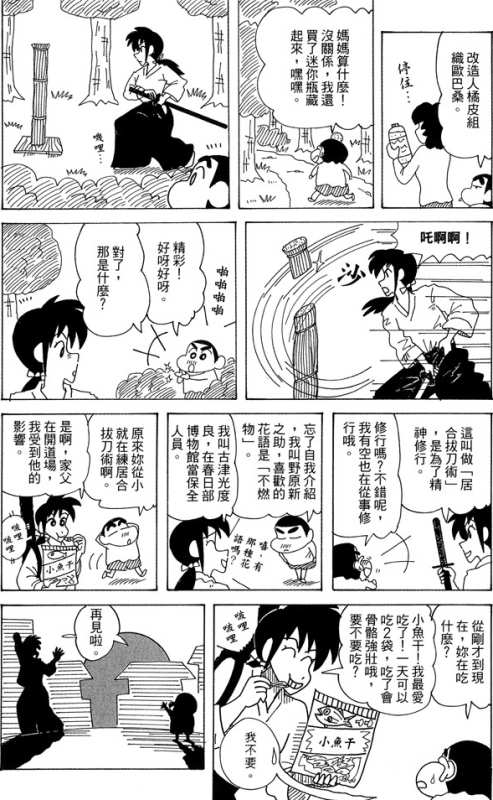 改造人橘皮組
織歐巴桑。
停住…
媽媽算什麼！
沒關係，我還
買了迷你瓶藏
起來，嘿嘿。
喀哩…
吒啊啊！
精彩！
好呀好呀。
啪啪啪啪
對了，
那是什麼？
這叫做「居
合拔刀術」
，是為了精
神修行。
修行嗎？不錯呢，
我有空也在從事修
行哦。
忘了自我介紹
，我叫野原新
之助，喜歡的
花語是「不燃
物」。
嘻…有
那種花
語嗎？
我叫古津光度
良，在春日部
博物館當保全
人員。
原來妳從小
就在練居合
拔刀術啊。
是啊，家父
在開道場，
我受到他的
影響。
啵哩
啵哩
小魚干
從剛才到現
在，妳在吃
什麼？
小魚干！我最愛
吃了！一天可以
吃2袋，吃了會
骨骼強壯哦，
要不要吃？
啵哩
啵哩
小魚干
我不要。
再見啦。